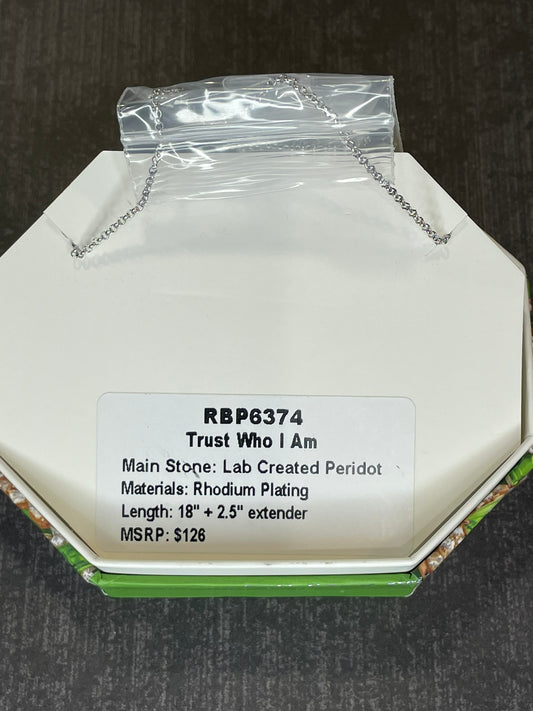 RBP6374
Trust Who I Am
Main Stone: Lab Created Peridot
Materials: Rhodium Plating
Length: 18" + 2.5" extender
MSRP: $126